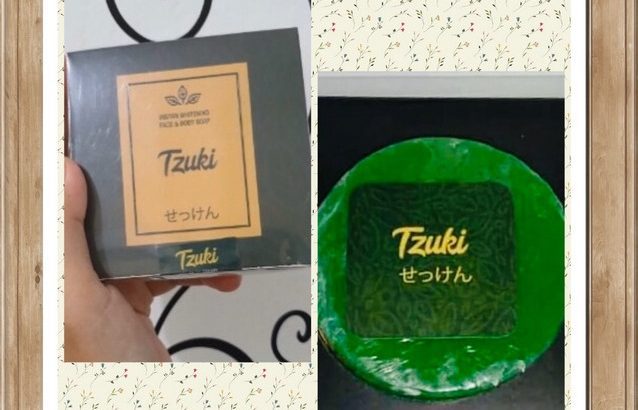 INSTAN WHITENING
FACE & BODY SOAP
Tzuki
せっけん
Tzuki
Tzuki
せっけん